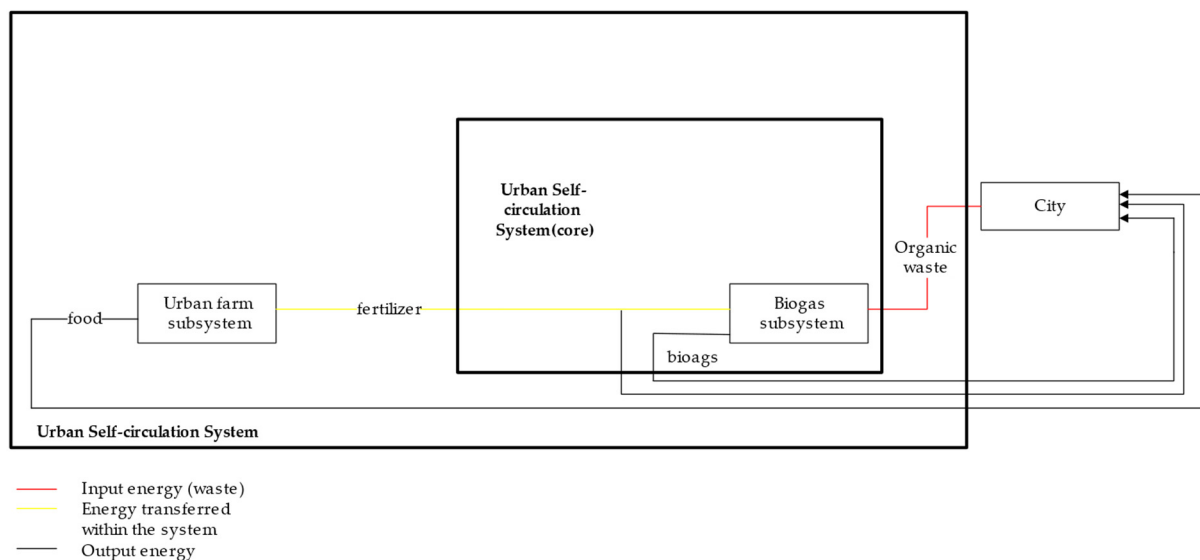 Urban Self-
circulation
System(core)
City
Organic
waste
Urban farm
subsystem
fertilizer
Biogas
subsystem
food
bioags
Urban Self-circulation System
Input energy (waste)
Energy transferred
within the system
Output energy